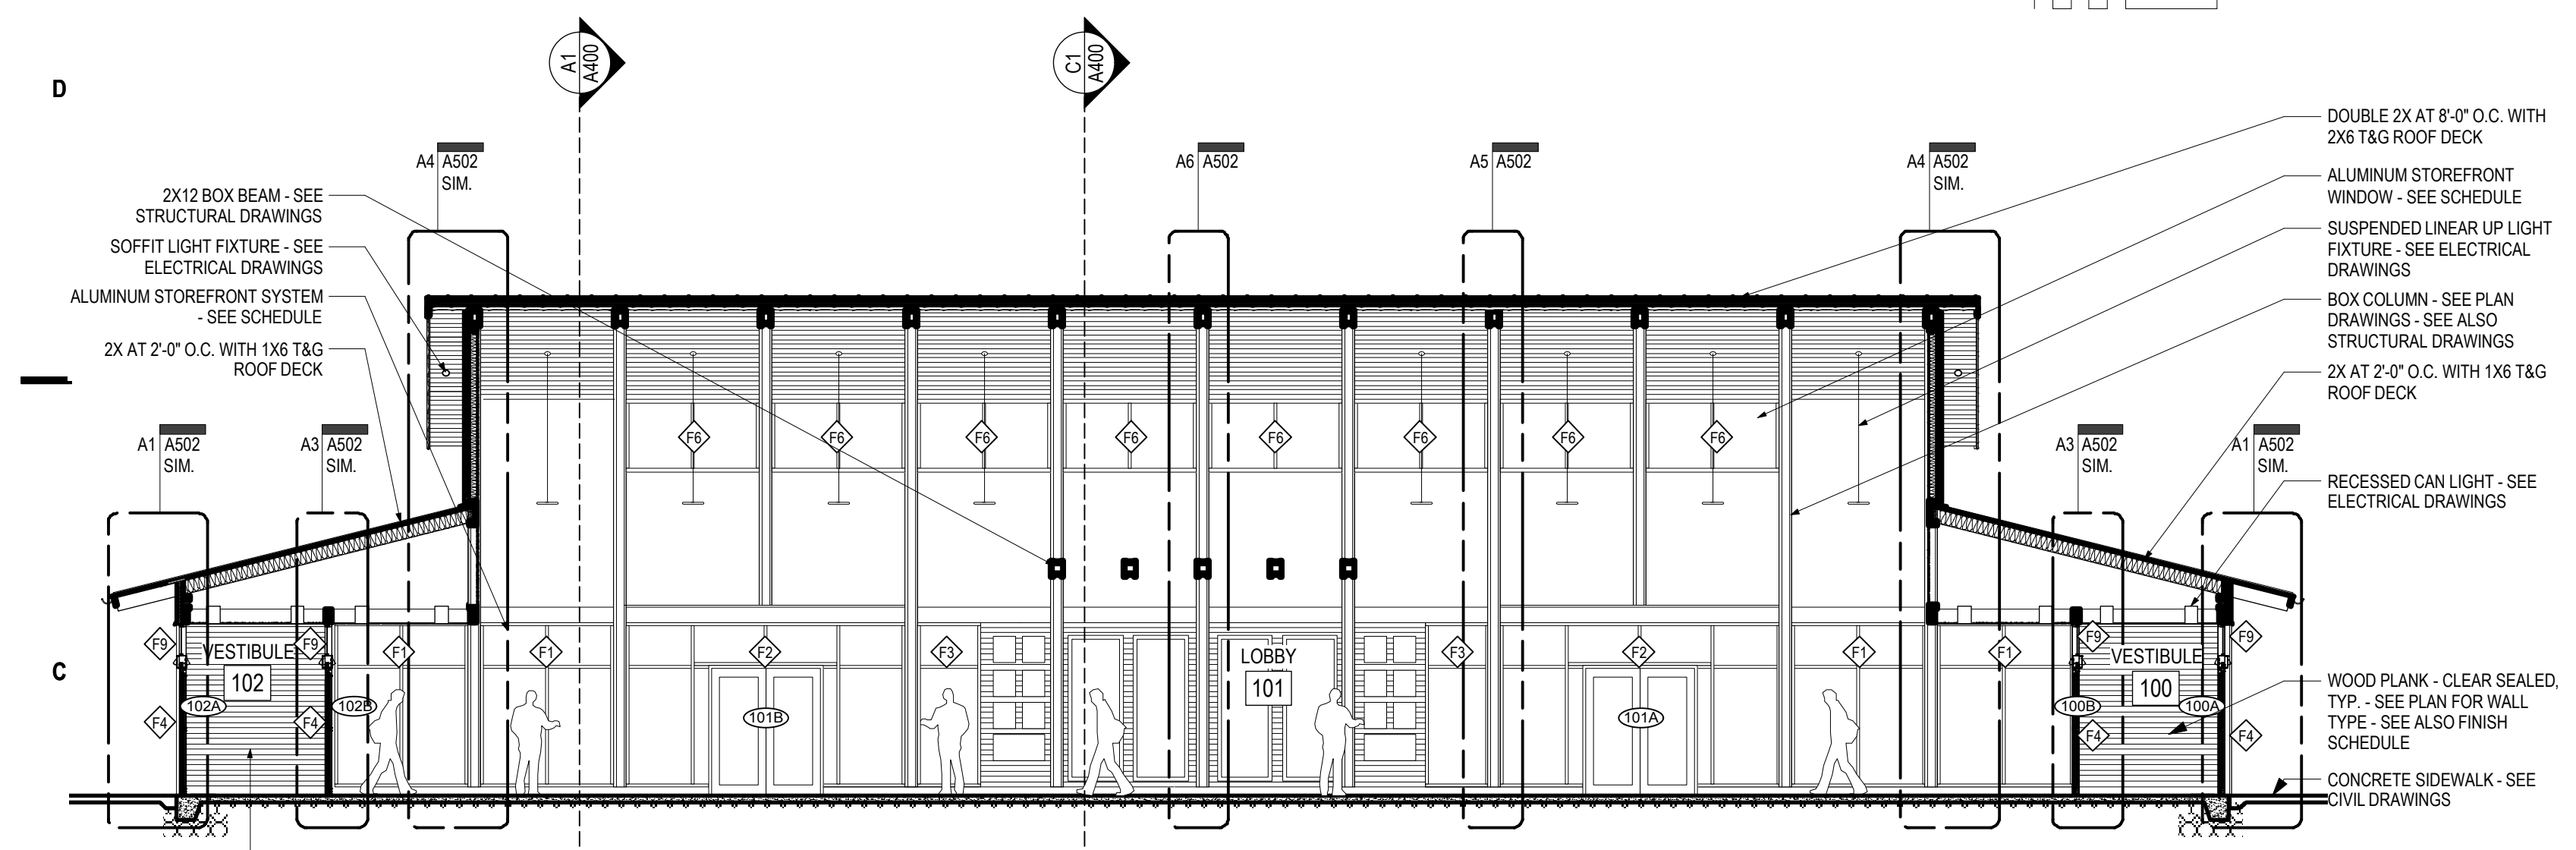 A1
A400
C1
A400
D
A4 A502
SIM.
A6 A502
A5 A502
A4 A502
SIM.
2X12 BOX BEAM - SEE
STRUCTURAL DRAWINGS
SOFFIT LIGHT FIXTURE - SEE
ELECTRICAL DRAWINGS
ALUMINUM STOREFRONT SYSTEM
- SEE SCHEDULE
2X AT 2'-0" O.C. WITH 1X6 T&G
ROOF DECK
DOUBLE 2X AT 8'-0" O.C. WITH
2X6 T&G ROOF DECK
ALUMINUM STOREFRONT
WINDOW - SEE SCHEDULE
SUSPENDED LINEAR UP LIGHT
FIXTURE - SEE ELECTRICAL
DRAWINGS
BOX COLUMN - SEE PLAN
DRAWINGS - SEE ALSO
STRUCTURAL DRAWINGS
2X AT 2'-0" O.C. WITH 1X6 T&G
ROOF DECK
A1 A502
SIM.
A3 A502
SIM.
F6 F6 F6 F6 F6 F6 F6 F6
A3 A502
SIM.
A1 A502
SIM.
RECESSED CAN LIGHT - SEE
ELECTRICAL DRAWINGS
C
F9 F9 F1 F1 F2 F3 F3 F2 F1 F1 F9 F9
VESTIBULE
102
LOBBY
101
VESTIBULE
100
102A 102B 101B 101A 100B 100A
F4 F4 F4 F4
WOOD PLANK - CLEAR SEALED,
TYP. - SEE PLAN FOR WALL
TYPE - SEE ALSO FINISH
SCHEDULE
CONCRETE SIDEWALK - SEE
CIVIL DRAWINGS